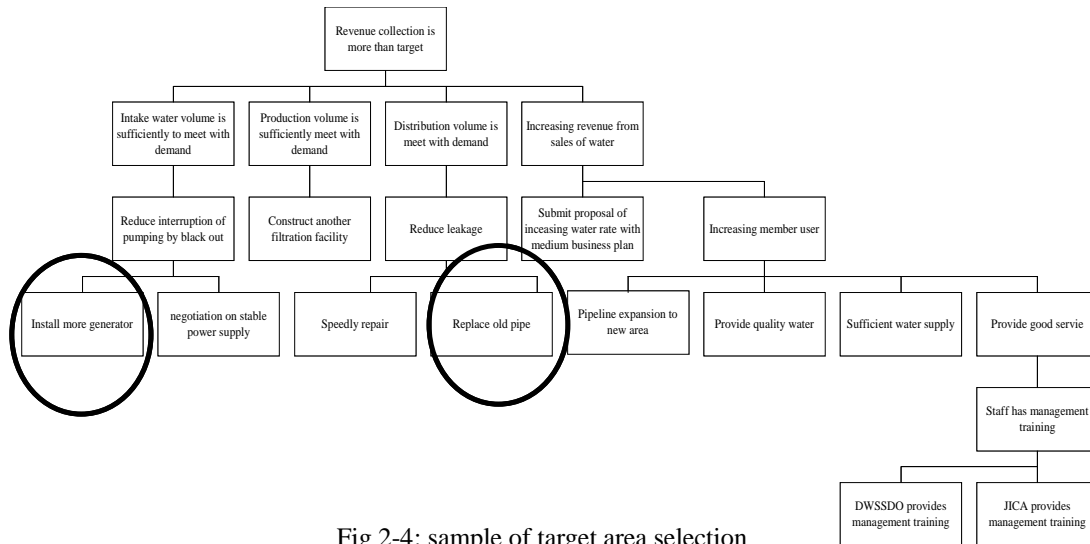 Revenue collection is
more than target
Intake water volume is
sufficiently to meet with
demand
Production volume is
sufficiently meet with
demand
Distribution volume is
meet with demand
Increasing revenue from
sales of water
Reduce interruption of
pumping by black out
Construct another
filtration facility
Reduce leakage
Submit proposal of
inceasing water rate with
medium business plan
Increasing member user
Install more generator
negotiation on stable
power supply
Speedly repair
Replace old pipe
Pipeline expansion to
new area
Provide quality water
Sufficient water supply
Provide good servie
Staff has management
training
DWSSDO provides
management training
JICA provides
management training
Fig 2-4: sample of target area selection